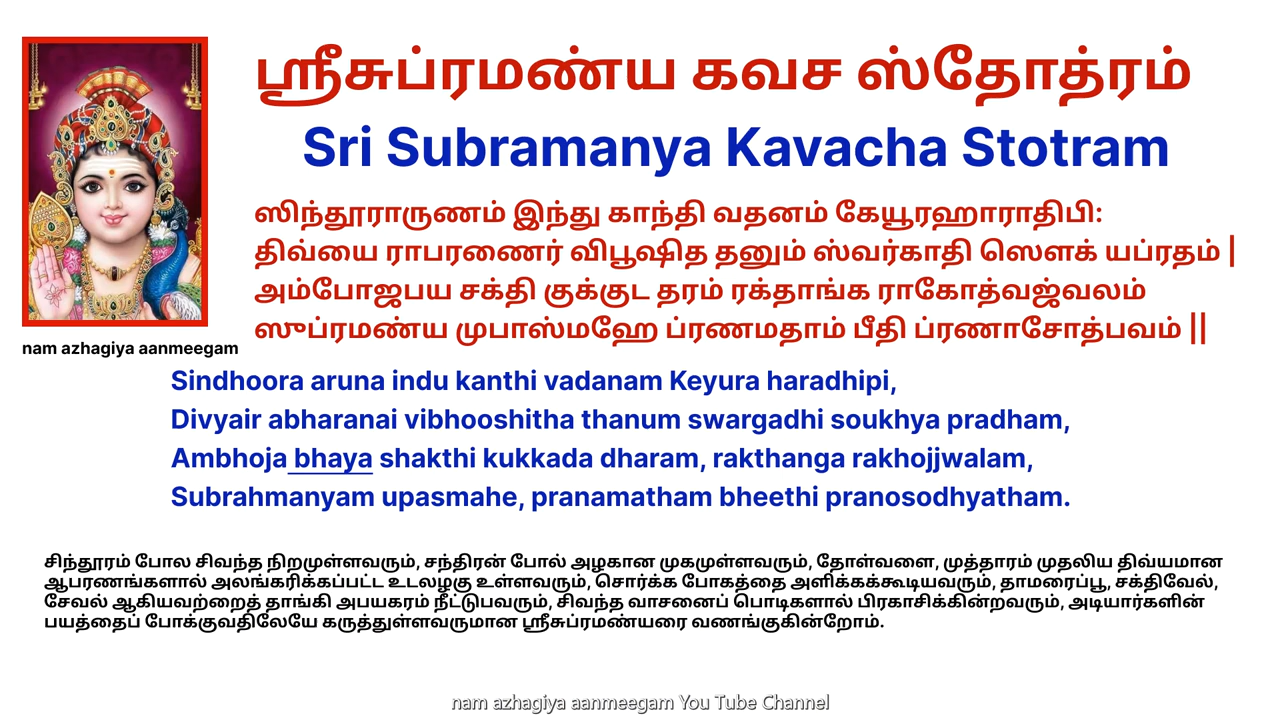 ஸ்ரீசுப்ரமண்ய கவச ஸ்தோத்ரம்
Sri Subramanya Kavacha Stotram
ஸிந்தூராருணம் இந்து காந்தி வதனம் கேயூரஹாராதிபி:
திவ்யை ராபரணைர் விபூஷித தனும் ஸ்வர்காதி ஸௌக் யப்ரதம் |
அம்போஜபய சக்தி குக்குட தரம் ரக்தாங்க ராகோத்வஜ்வலம்
ஸுப்ரமண்ய முபாஸ்மஹே ப்ரணமதாம் பீதி ப்ரணாசோத்பவம் ||
nam azhagiya aanmeegam
Sindhoora aruna indu kanthi vadanam Keyura haradhipi,
Divyair abharanai vibhooshitha thanum swargadhi soukhya pradham,
Ambhoja bhaya shakthi kukkada dharam, rakthanga rakhojjwalam,
Subrahmanyam upasmahe, pranamatham bheethi pranosodhyatham.
சிந்தூரம் போல சிவந்த நிறமுள்ளவரும், சந்திரன் போல் அழகான முகமுள்ளவரும், தோள்வளை, முத்தாரம் முதலிய திவ்யமான
ஆபரணங்களால் அலங்கரிக்கப்பட்ட உடலழகு உள்ளவரும், சொர்க்க போகத்தை அளிக்கக்கூடியவரும், தாமரைப்பூ, சக்திவேல்,
சேவல் ஆகியவற்றைத் தாங்கி அபயகரம் நீட்டுபவரும், சிவந்த வாசனைப் பொடிகளால் பிரகாசிக்கின்றவரும், அடியார்களின்
பயத்தைப் போக்குவதிலேயே கருத்துள்ளவருமான ஸ்ரீசுப்ரமண்யரை வணங்குகின்றோம்.
nam azhagiya aanmeegam You Tube Channel